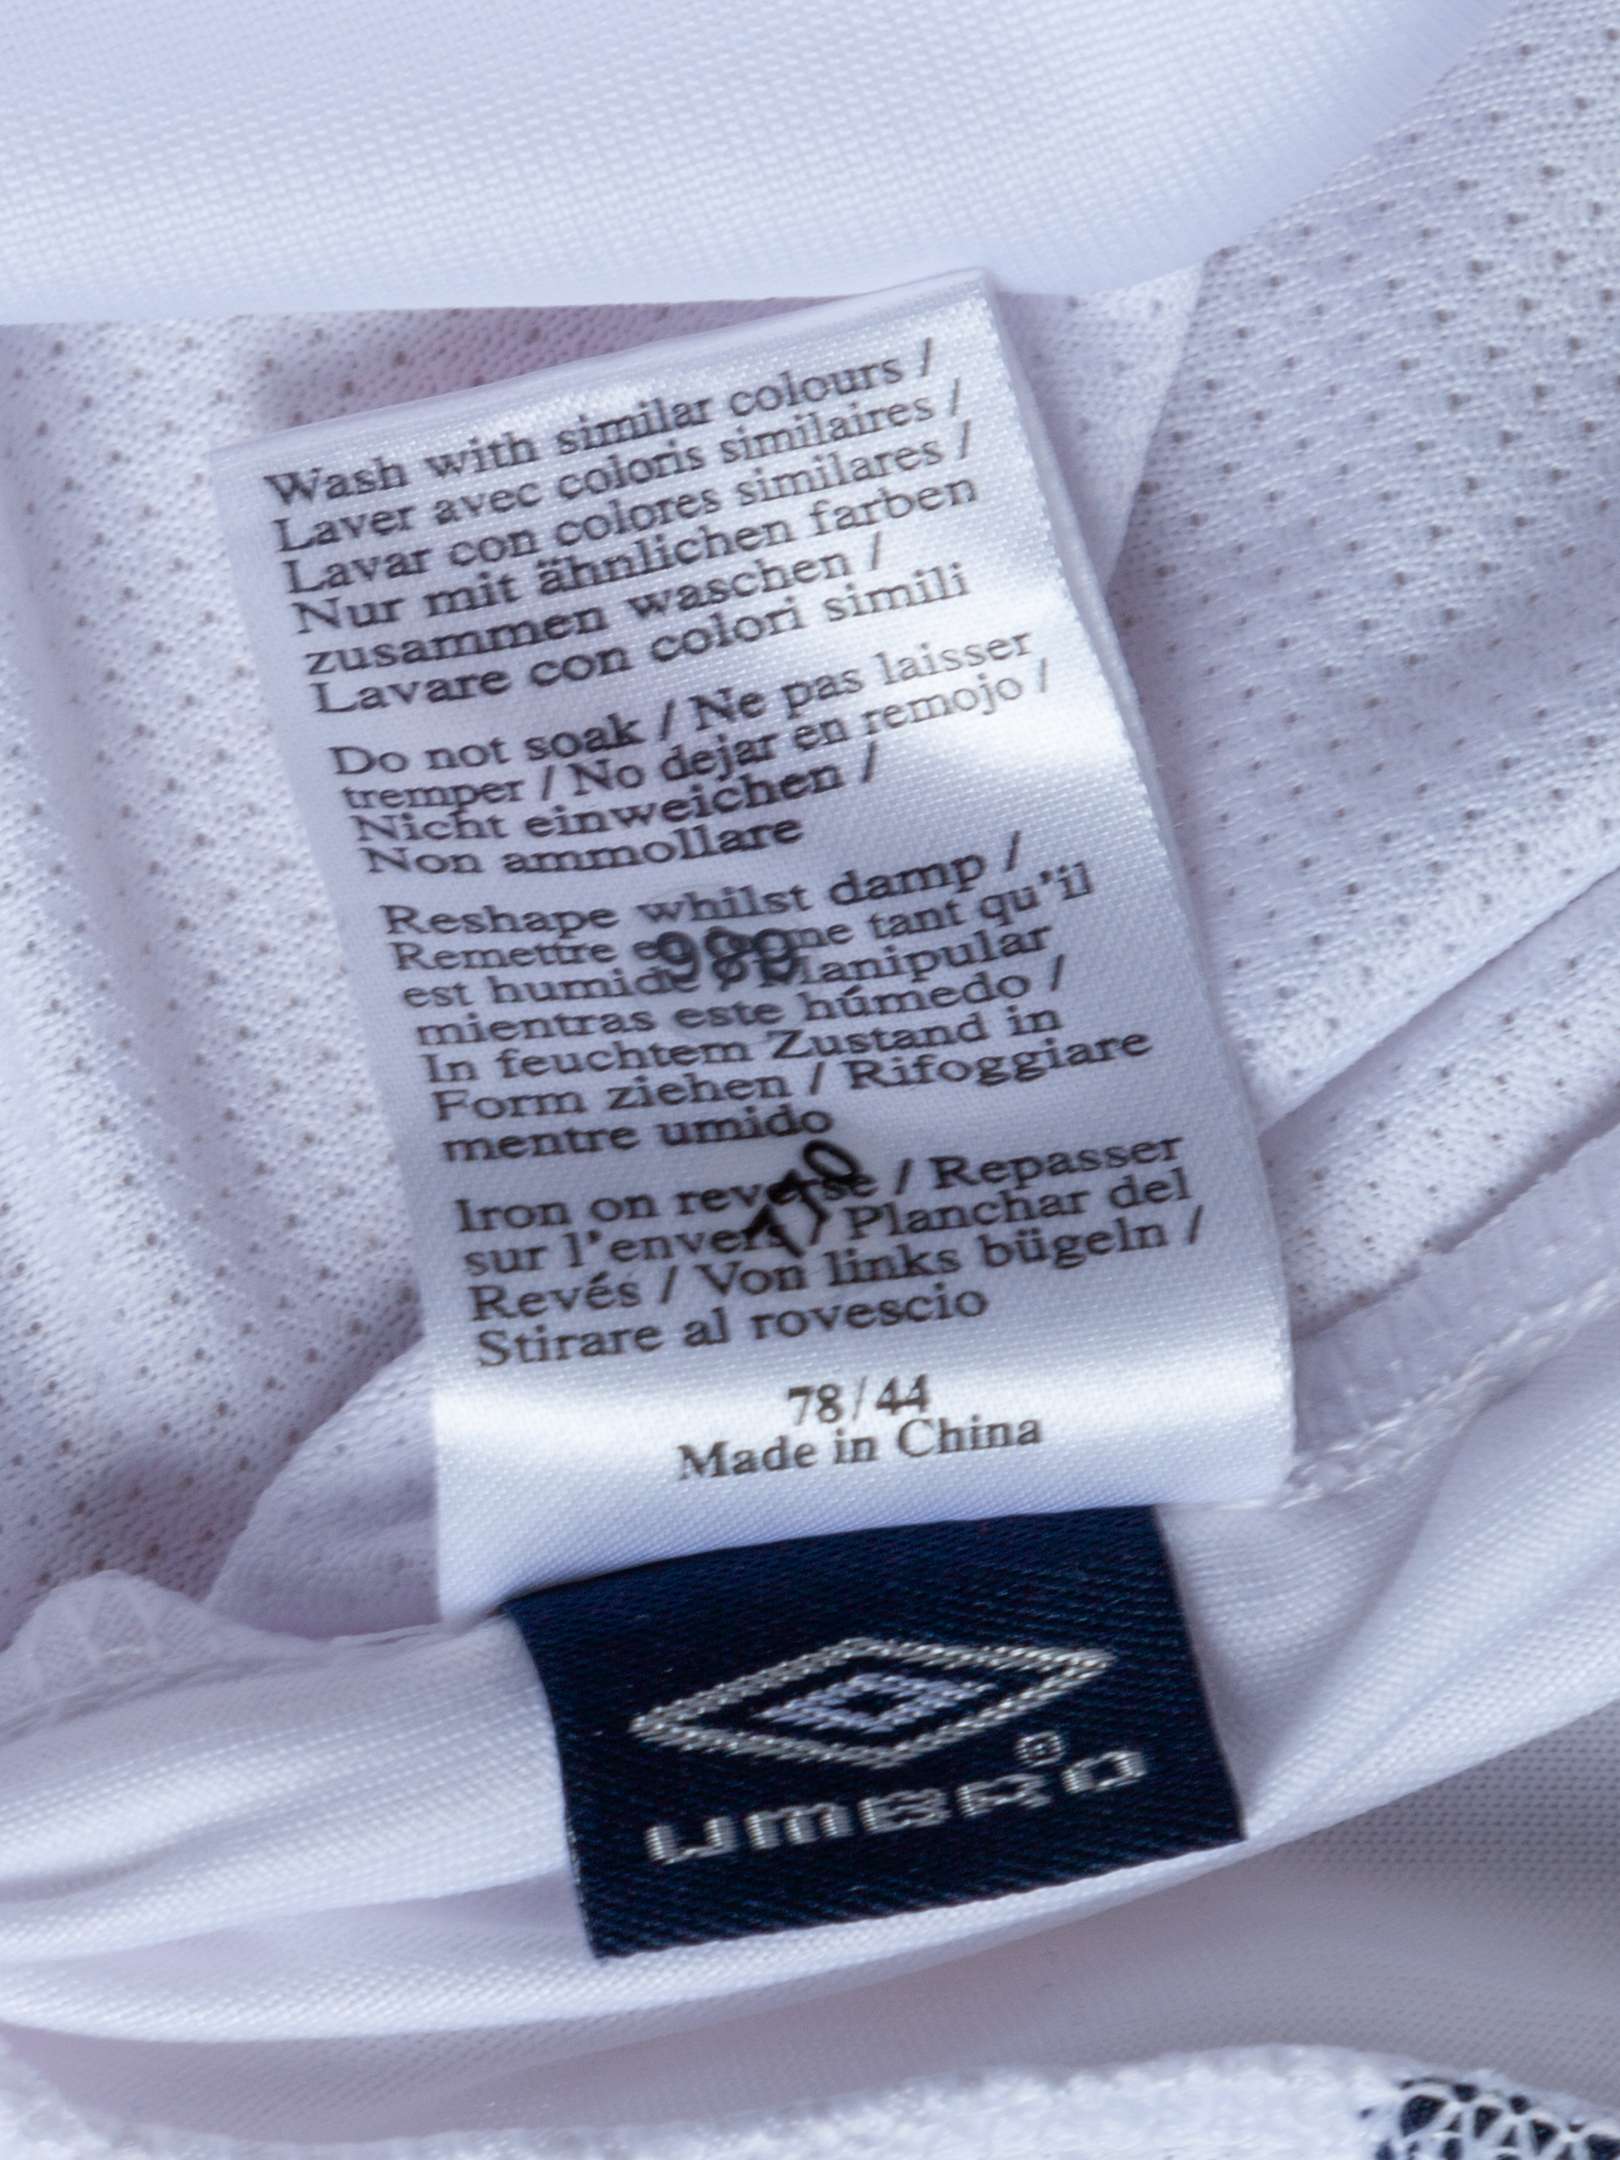 Wash with similar colours /
Laver avec coloris similaires /
Lavar con colores similares /
Nur mit ähnlichen farben
zusammen waschen /
Lavare con colori simili
Do not soak / Ne pas laisser
tremper / No dejar en remojo /
Nicht einweichen /
Non ammollare
Reshape whilst damp /
Remettre tant qu'il
est humide / Manipular
mientras este húmedo /
In feuchtem Zustand in
Form ziehen / Rifoggiare
mentre umido
Iron on reverse / Repasser
sur l'envers / Planchar del
Revés / Von links bügeln /
Stirare al rovescio
78/44
Made in China
UMBRO